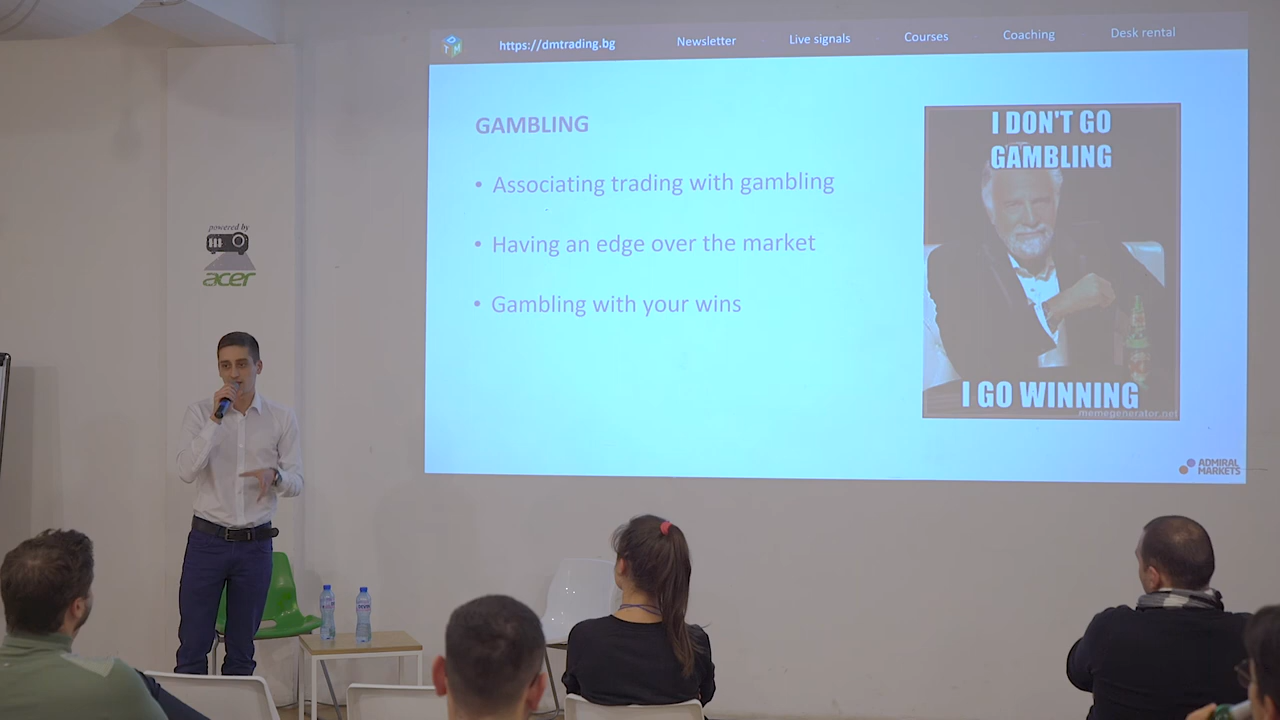 https://dmtrading.bg Newsletter Live signals Courses Coaching Desk rental
GAMBLING
• Associating trading with gambling
• Having an edge over the market
• Gambling with your wins
I DON'T GO
GAMBLING
I GO WINNING
memegenerator.net
ADMIRAL
MARKETS
powered by
acer